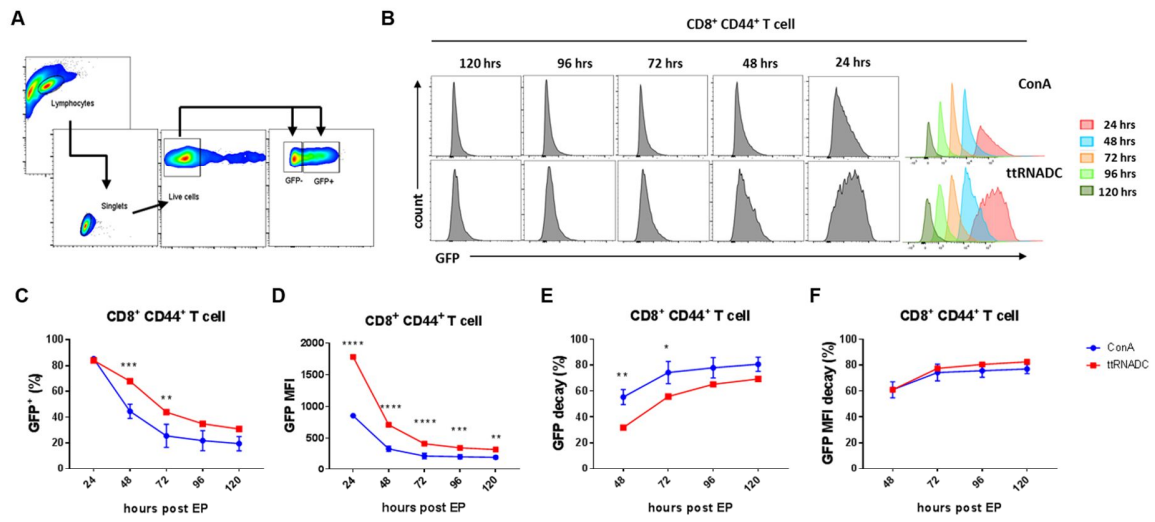 A
Lymphocytes
Singlets
Live cells
GFP-
GFP+
B
CD8+ CD44+ T cell
120 hrs
96 hrs
72 hrs
48 hrs
24 hrs
ConA
ttRNADC
count
GFP
24 hrs
48 hrs
72 hrs
96 hrs
120 hrs
C
CD8+ CD44+ T cell
GFP+ (%)
100
80
60
40
20
0
***
**
24
48
72
96
120
hours post EP
D
CD8+ CD44+ T cell
GFP MFI
2000
1500
1000
500
0
****
****
****
***
**
24
48
72
96
120
hours post EP
E
CD8+ CD44+ T cell
GFP decay (%)
100
80
60
40
20
0
**
*
48
72
96
120
hours post EP
F
CD8+ CD44+ T cell
GFP MFI decay (%)
100
80
60
40
20
0
48
72
96
120
hours post EP
ConA
ttRNADC